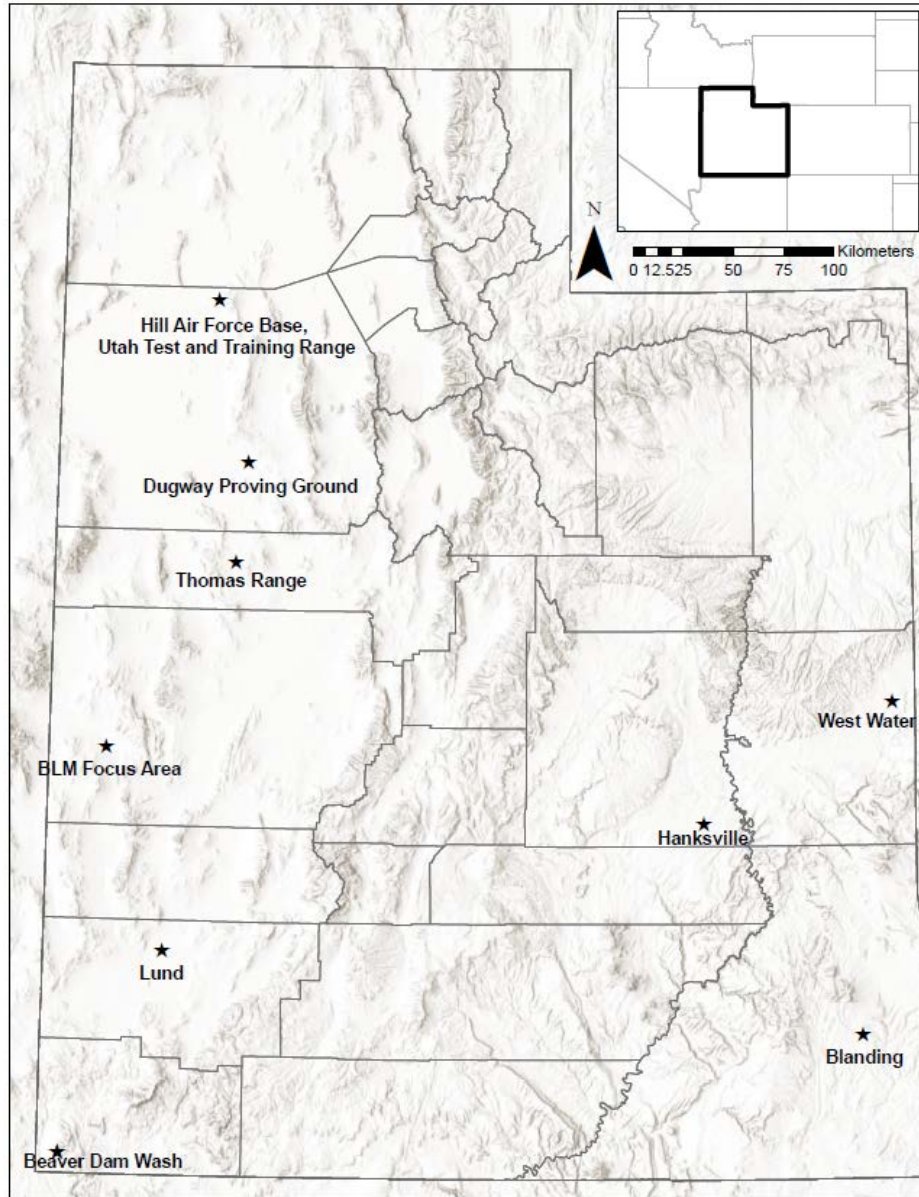 N
Kilometers
0 12.525 50 75 100
Hill Air Force Base,
Utah Test and Training Range
Dugway Proving Ground
Thomas Range
West Water
BLM Focus Area
Hanksville
Lund
Blanding
Beaver Dam Wash